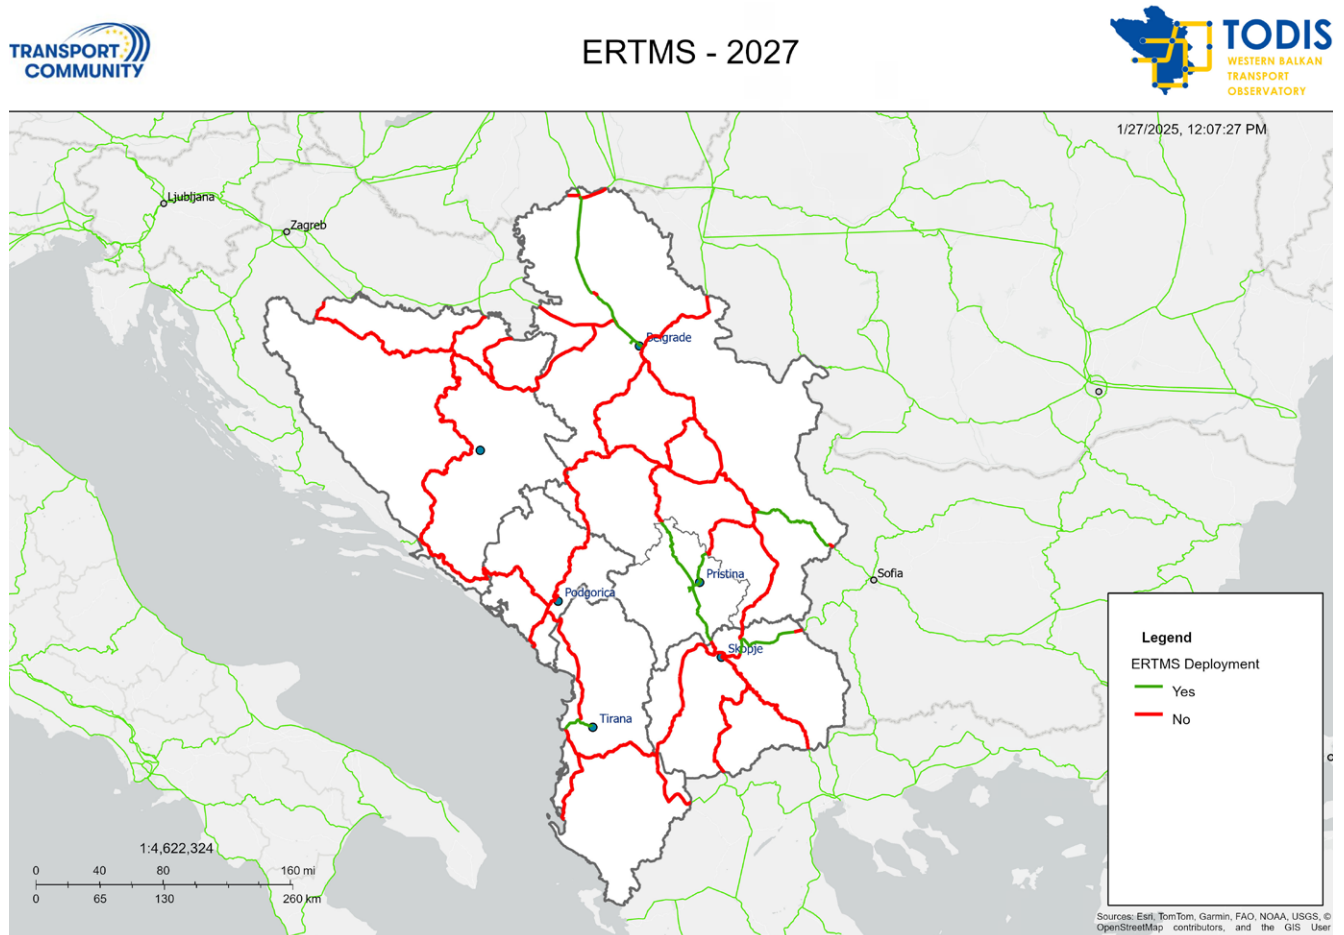 TRANSPORT
COMMUNITY
ERTMS - 2027
TODIS
WESTERN BALKAN
TRANSPORT
OBSERVATORY
1/27/2025, 12:07:27 PM
Ljubljana
Zagreb
Belgrade
Pristina
Sofia
Podgorica
Skopje
Tirana
Legend
ERTMS Deployment
Yes
No
1:4,622,324
0 40 80 160 mi
0 65 130 260 km
Sources: Esri, TomTom, Garmin, FAO, NOAA, USGS, ©
OpenStreetMap contributors, and the GIS User